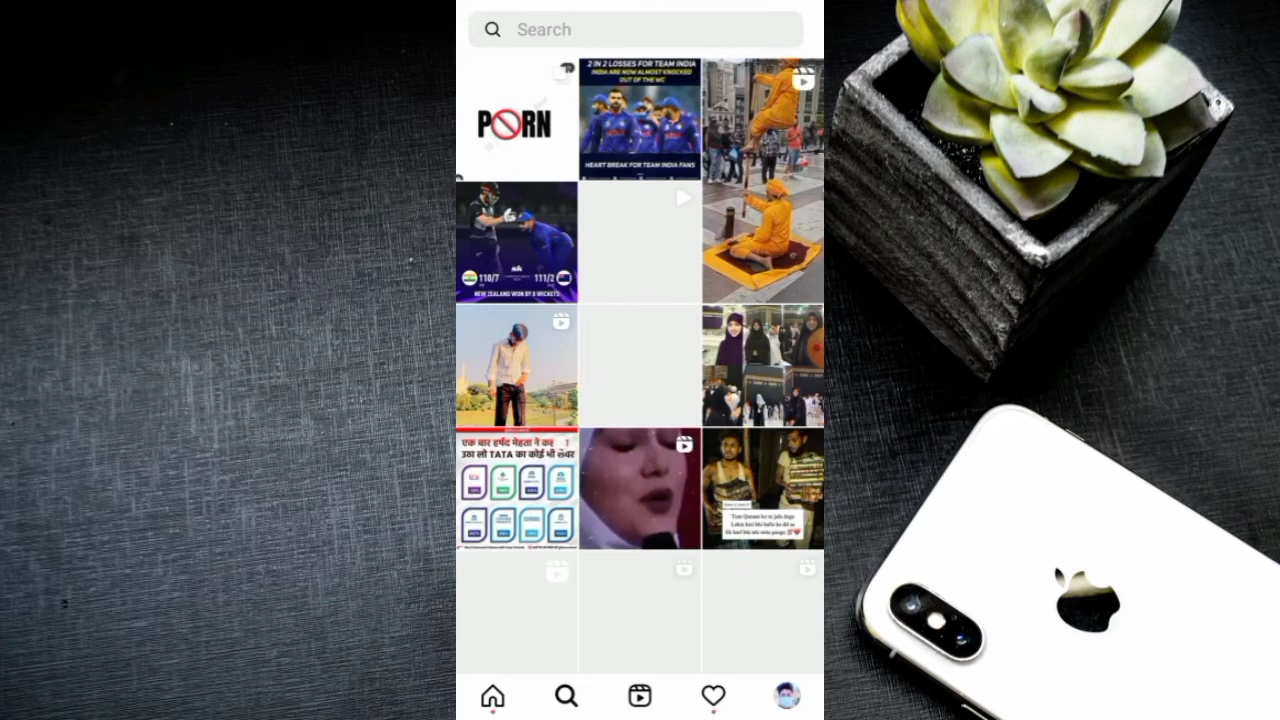 Search
PORN
2 IN 2 LOSSES FOR TEAM INDIA
INDIA ARE NOW ALMOST KNOCKED
OUT OF THE WC
HEART BREAK FOR TEAM INDIA FANS
110/7
111/2
NEW ZEALAND WON BY 8 WICKETS
एक बार हर्षद मेहता ने
उठा लो TATA का कोई भी शेयर
Tum Quraan ko to jala doge
Lekin kisi bhi hafiz ke dil se
Ek harf bhi nhi mita paoge